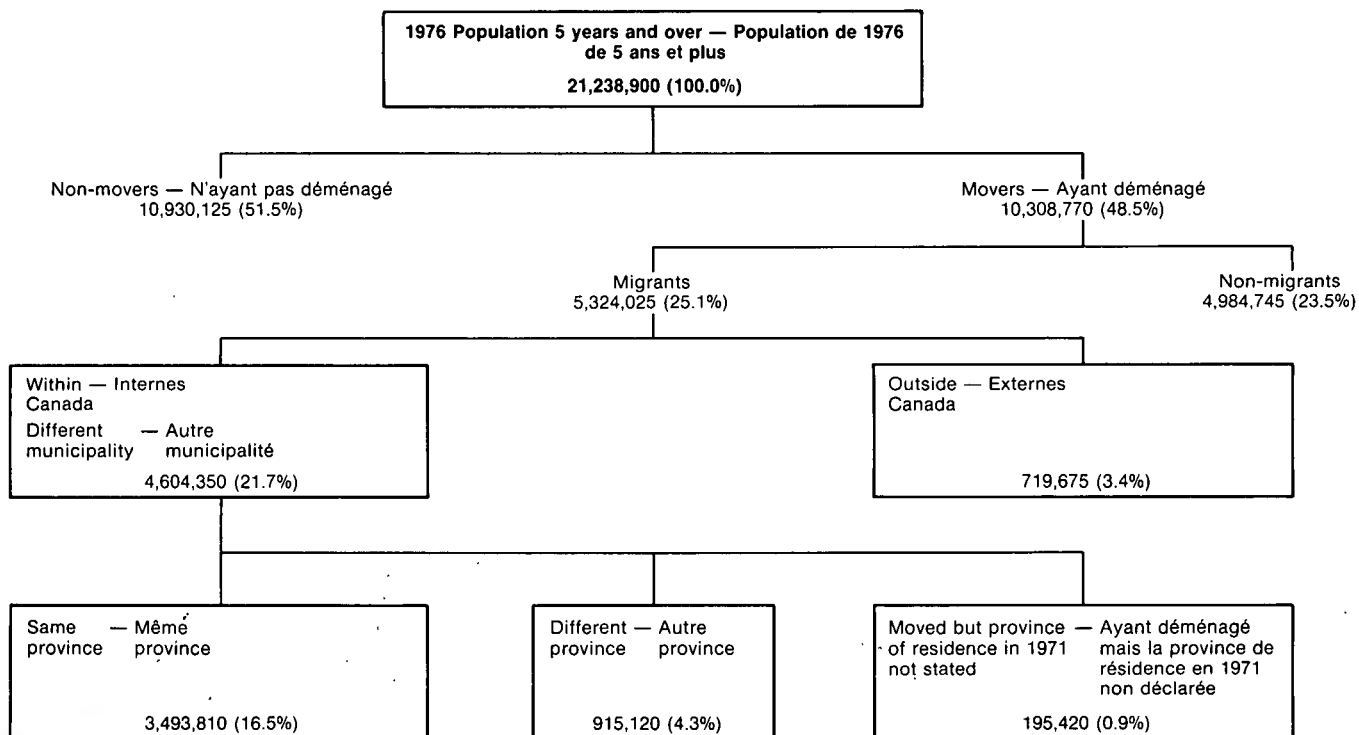 1976 Population 5 years and over — Population de 1976
de 5 ans et plus
21,238,900 (100.0%)
Non-movers — N'ayant pas déménagé
10,930,125 (51.5%)
Movers — Ayant déménagé
10,308,770 (48.5%)
Migrants
5,324,025 (25.1%)
Non-migrants
4,984,745 (23.5%)
Within — Internes
Canada
Different — Autre
municipality municipalité
4,604,350 (21.7%)
Outside — Externes
Canada
719,675 (3.4%)
Same — Même
province province
3,493,810 (16.5%)
Different — Autre
province province
915,120 (4.3%)
Moved but province — Ayant déménagé
of residence in 1971 mais la province de
not stated résidence en 1971
non déclarée
195,420 (0.9%)